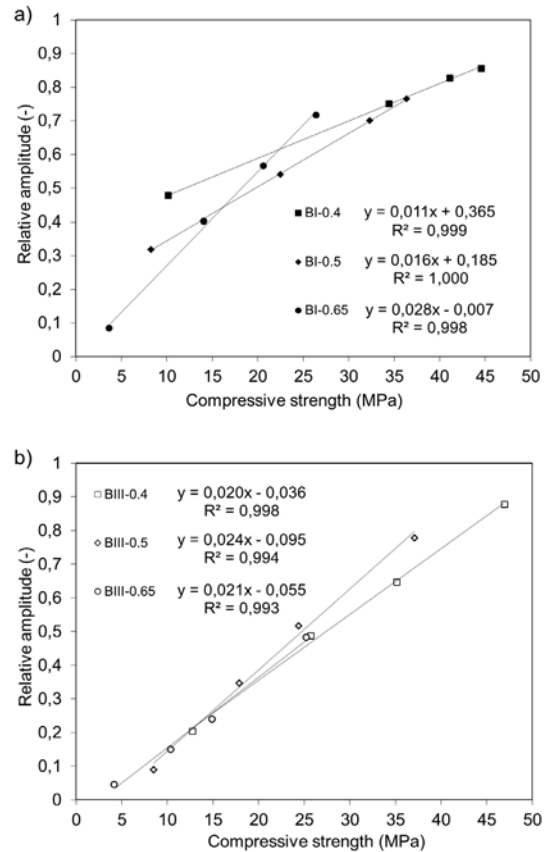 a)
1
0,9
0,8
0,7
0,6
0,5
0,4
0,3
0,2
0,1
0
Relative amplitude (-)
BI-0.4 y = 0,011x + 0,365
R² = 0,999
BI-0.5 y = 0,016x + 0,185
R² = 1,000
BI-0.65 y = 0,028x - 0,007
R² = 0,998
0 5 10 15 20 25 30 35 40 45 50
Compressive strength (MPa)
b)
1
0,9
0,8
0,7
0,6
0,5
0,4
0,3
0,2
0,1
0
Relative amplitude (-)
BIII-0.4 y = 0,020x - 0,036
R² = 0,998
BIII-0.5 y = 0,024x - 0,095
R² = 0,994
BIII-0.65 y = 0,021x - 0,055
R² = 0,993
0 5 10 15 20 25 30 35 40 45 50
Compressive strength (MPa)